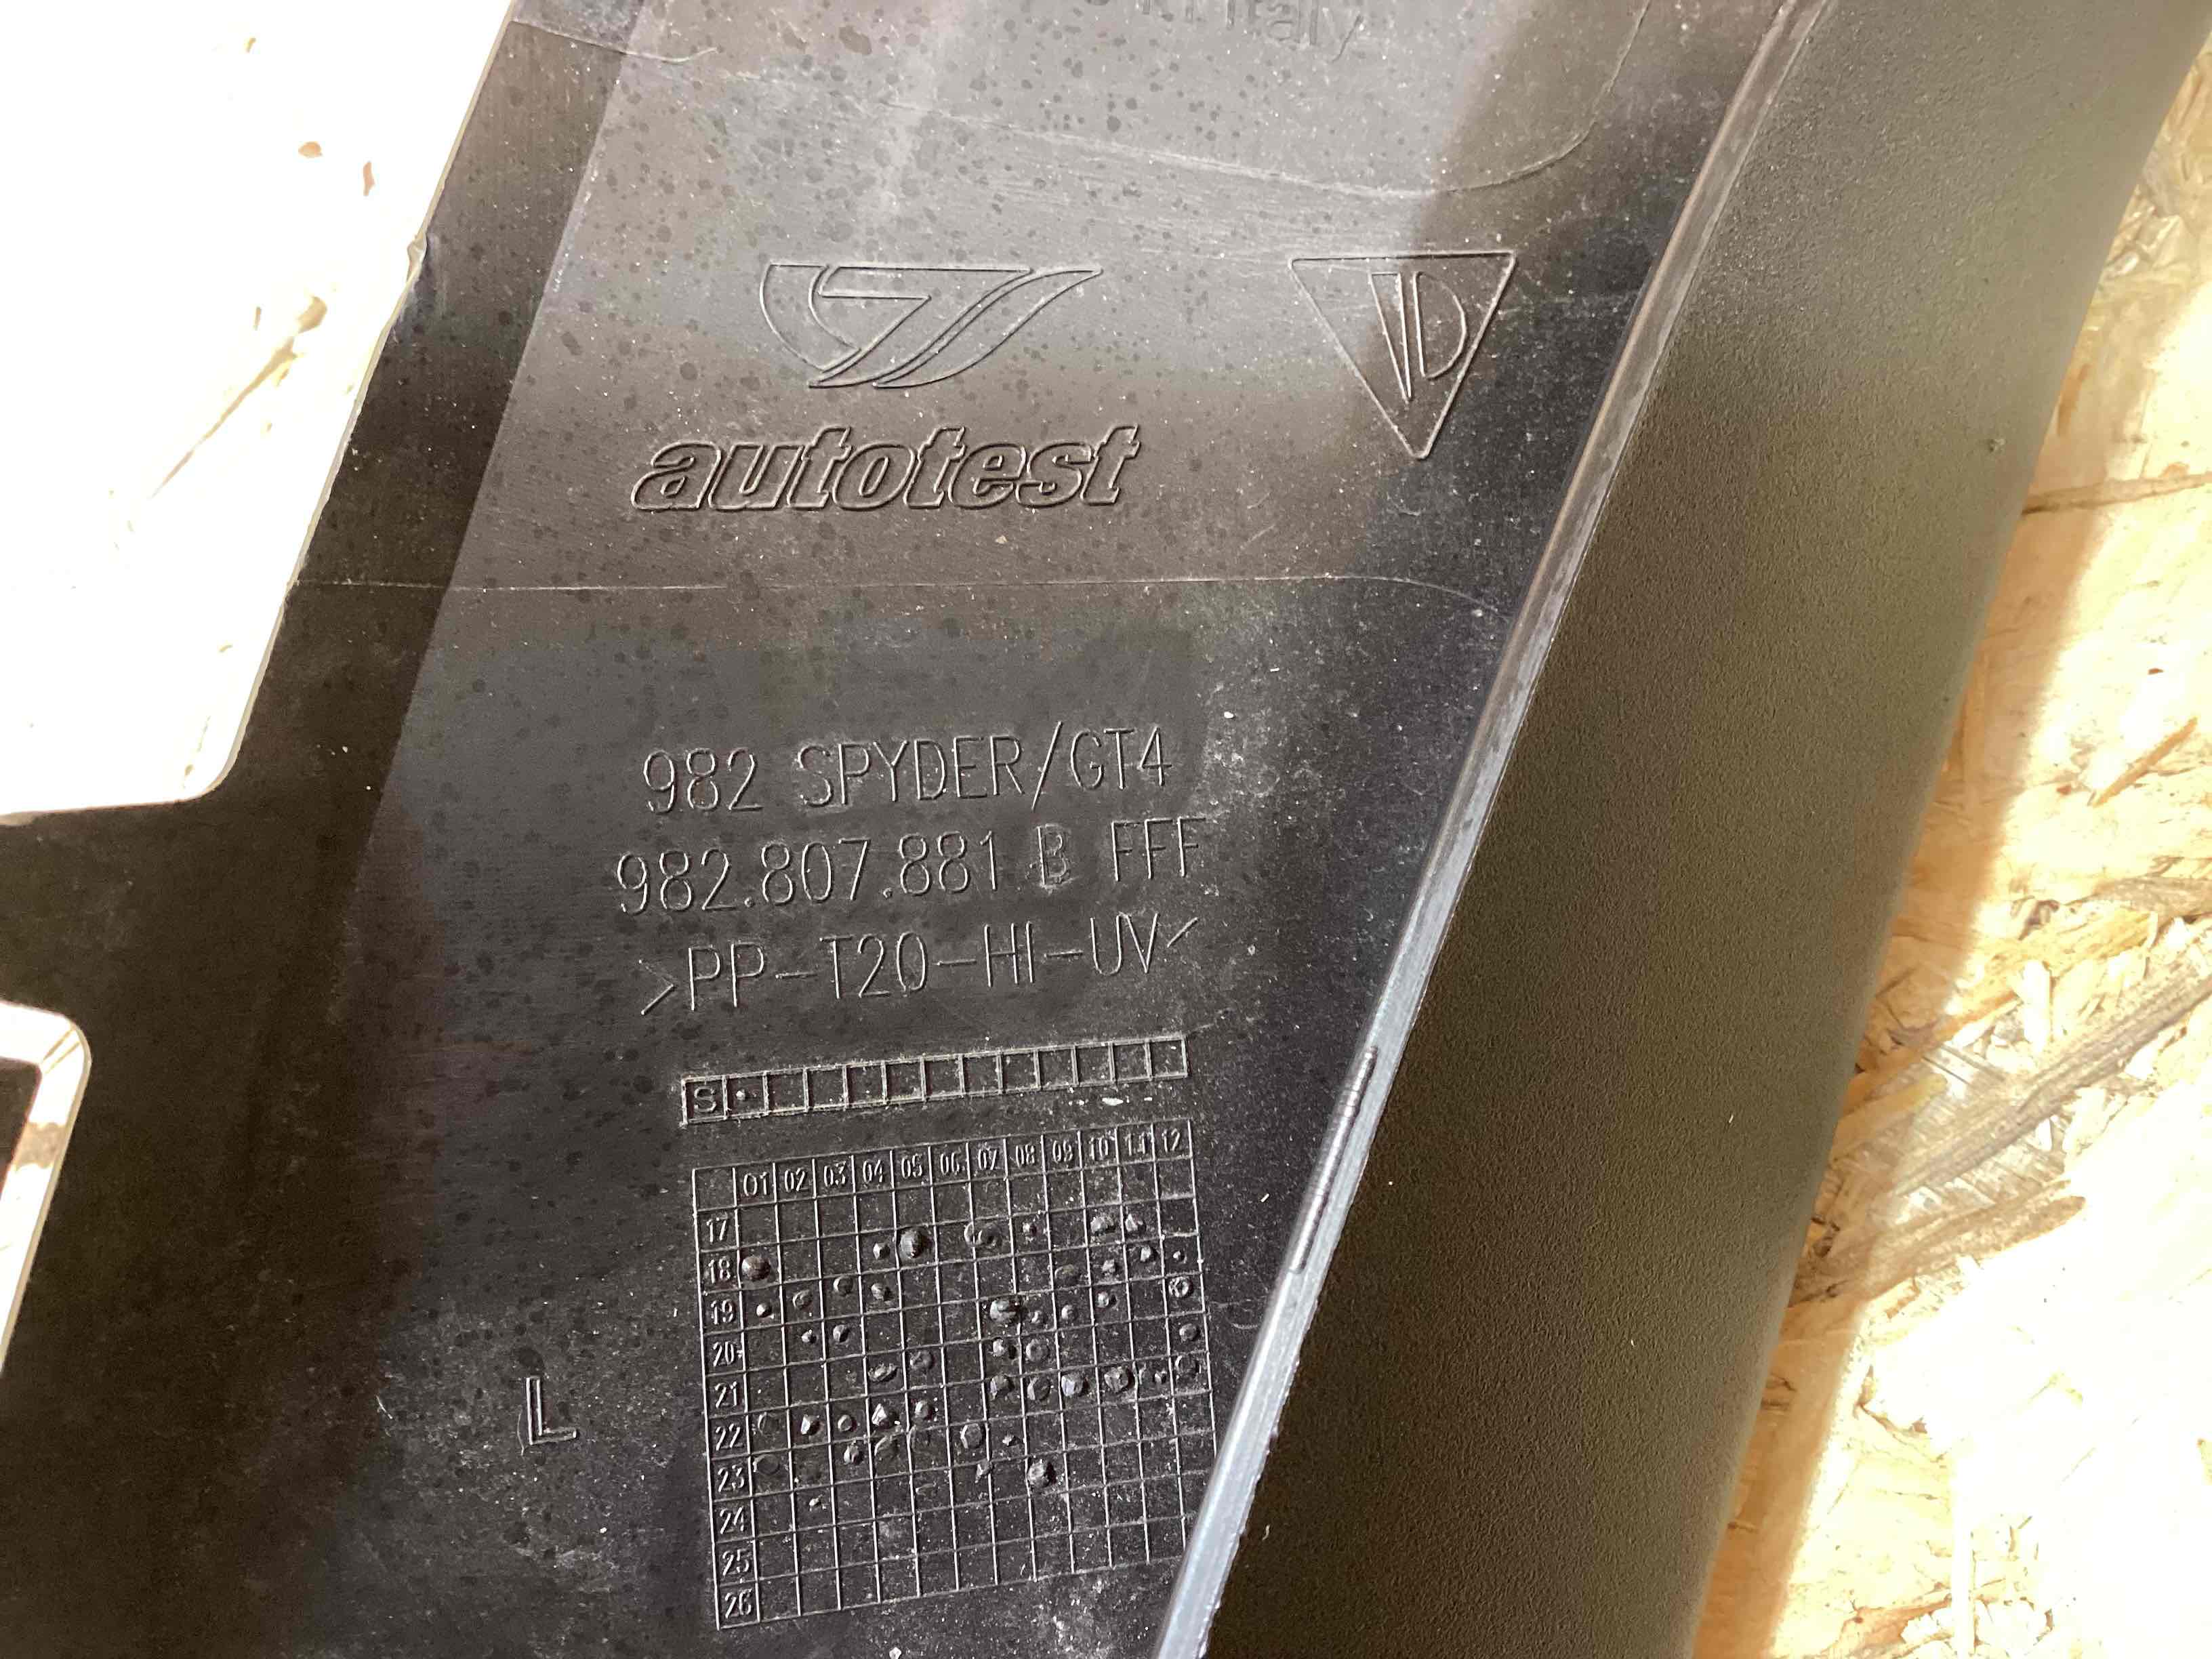 Italy
autotest
982 SPYDER/GT4
982.807.881 B FFF
>PP-T20-HI-UV<
S
01 02 03 04 05 06 07 08 09 10 11 12
17
18
19
20
21
22
23
24
25
26
L